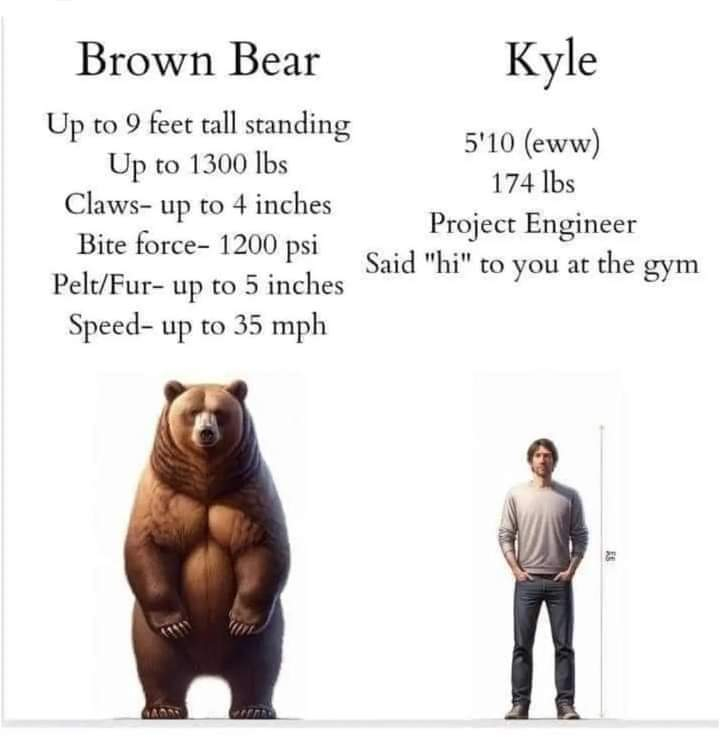 Brown Bear
Up to 9 feet tall standing
Up to 1300 lbs
Claws- up to 4 inches
Bite force- 1200 psi
Pelt/Fur- up to 5 inches
Speed- up to 35 mph
Kyle
5'10 (eww)
174 lbs
Project Engineer
Said "hi" to you at the gym